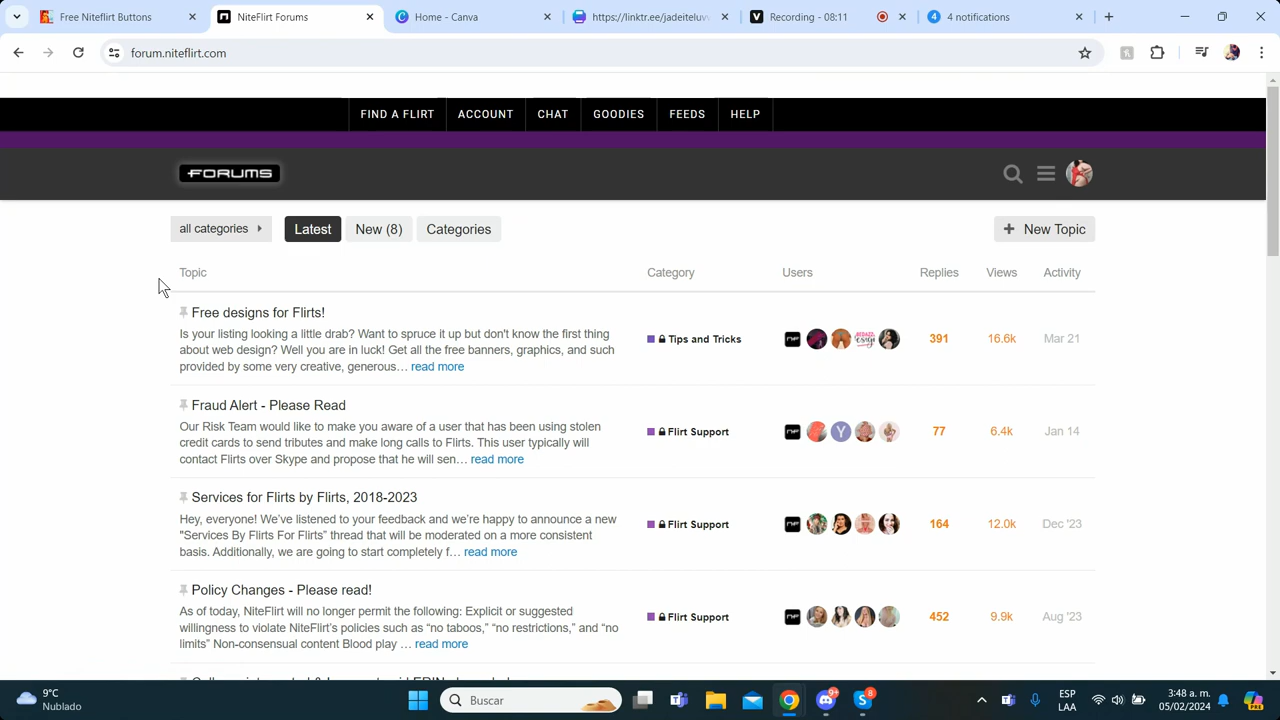 Free NiteFlirt Buttons
NiteFlirt Forums
Home - Canva
https://linktr.ee/jadeiteluvv
Recording - 08:11
4 notifications
forum.niteflirt.com
FIND A FLIRT
ACCOUNT
CHAT
GOODIES
FEEDS
HELP
FORUMS
all categories
Latest
New (8)
Categories
+ New Topic
Topic
Category
Users
Replies
Views
Activity
Free designs for Flirts!
Is your listing looking a little drab? Want to spruce it up but don't know the first thing
about web design? Well you are in luck! Get all the free banners, graphics, and such
provided by some very creative, generous… read more
Tips and Tricks
391
16.6k
Mar 21
Fraud Alert - Please Read
Our Risk Team would like to make you aware of a user that has been using stolen
credit cards to send tributes and make long calls to Flirts. This user typically will
contact Flirts over Skype and propose that he will sen… read more
Flirt Support
Y
77
6.4k
Jan 14
Services for Flirts by Flirts, 2018-2023
Hey, everyone! We've listened to your feedback and we're happy to announce a new
"Services By Flirts For Flirts" thread that will be moderated on a more consistent
basis. Additionally, we are going to start completely f… read more
Flirt Support
164
12.0k
Dec '23
Policy Changes - Please read!
As of today, NiteFlirt will no longer permit the following: Explicit or suggested
willingness to violate NiteFlirt's policies such as "no taboos," "no restrictions," and "no
limits" Non-consensual content Blood play … read more
Flirt Support
452
9.9k
Aug '23
9°C
Nublado
Buscar
9+
8
ESP
LAA
3:48 a. m.
05/02/2024